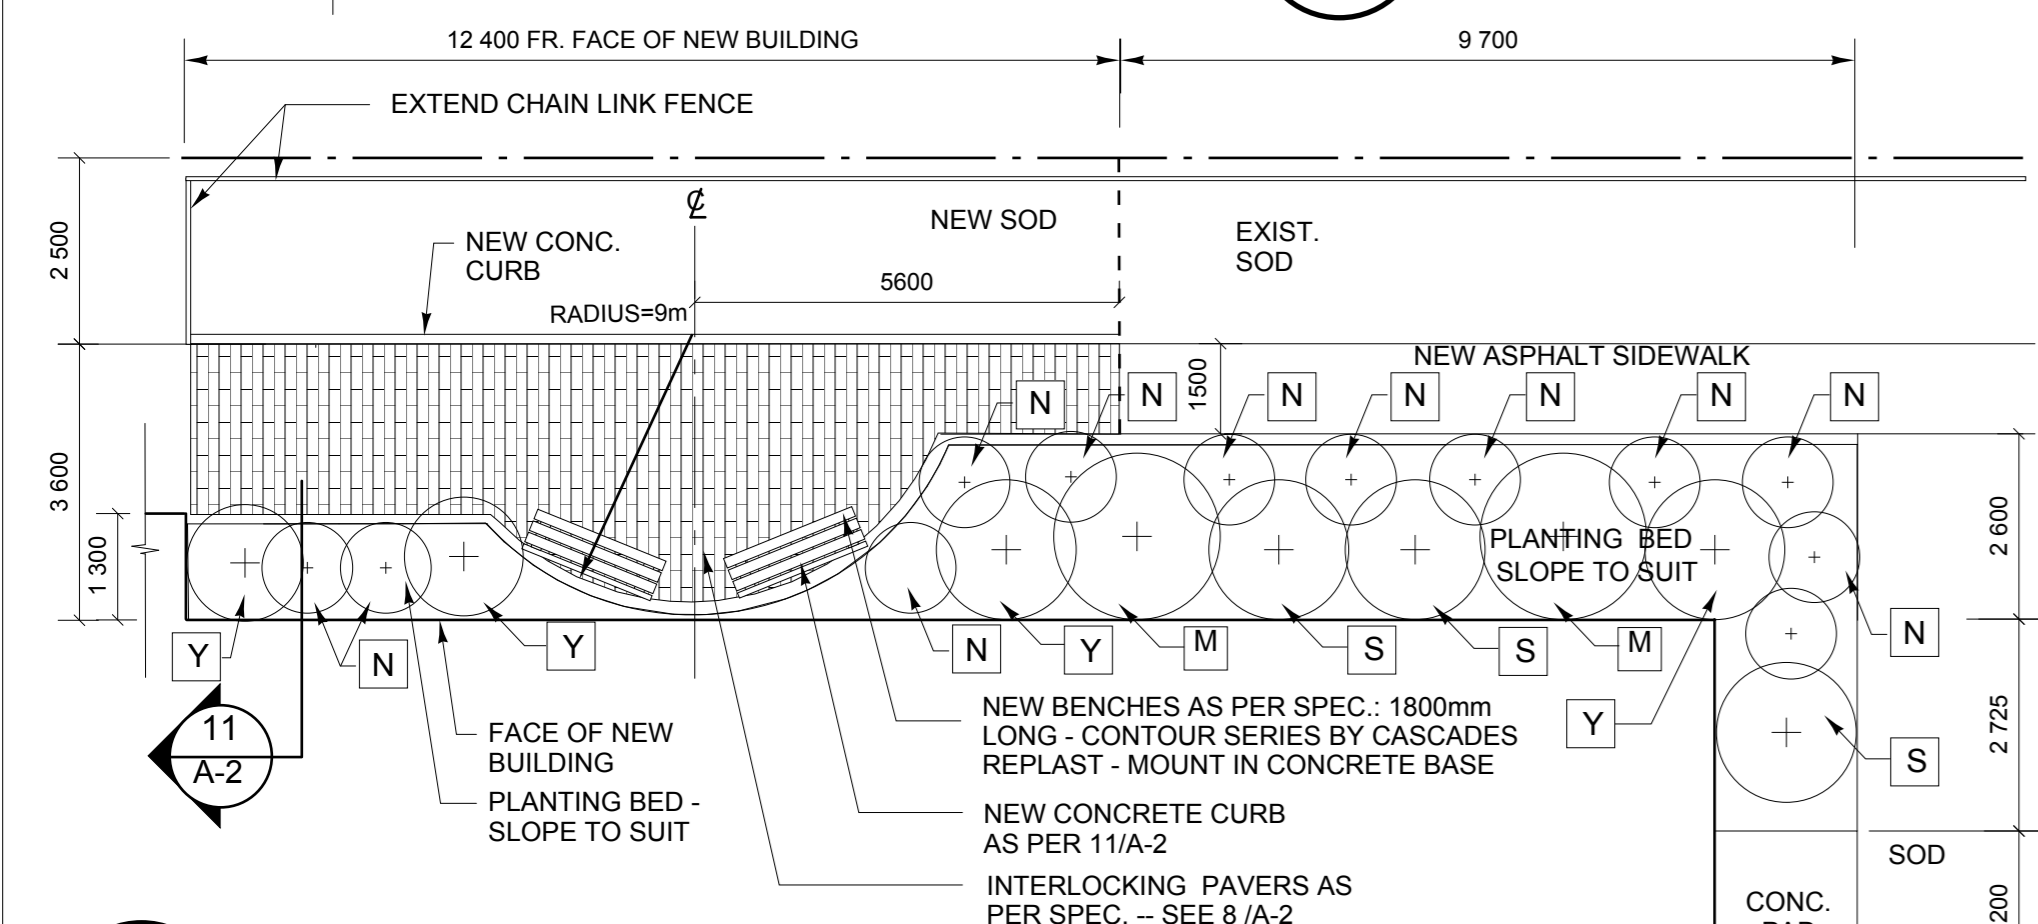 12 400 FR. FACE OF NEW BUILDING
9 700
EXTEND CHAIN LINK FENCE
2 500
℄
NEW SOD
EXIST.
SOD
NEW CONC.
CURB
5600
RADIUS=9m
NEW ASPHALT SIDEWALK
1500
N
N
N
N
N
N
N
3 600
1 300
PLANTING BED
SLOPE TO SUIT
2 600
Y
N
Y
N
Y
M
S
S
M
N
Y
S
2 725
11
A-2
FACE OF NEW
BUILDING
PLANTING BED -
SLOPE TO SUIT
NEW BENCHES AS PER SPEC.: 1800mm
LONG - CONTOUR SERIES BY CASCADES
REPLAST - MOUNT IN CONCRETE BASE
NEW CONCRETE CURB
AS PER 11/A-2
INTERLOCKING PAVERS AS
PER SPEC. -- SEE 8 /A-2
SOD
CONC.
200